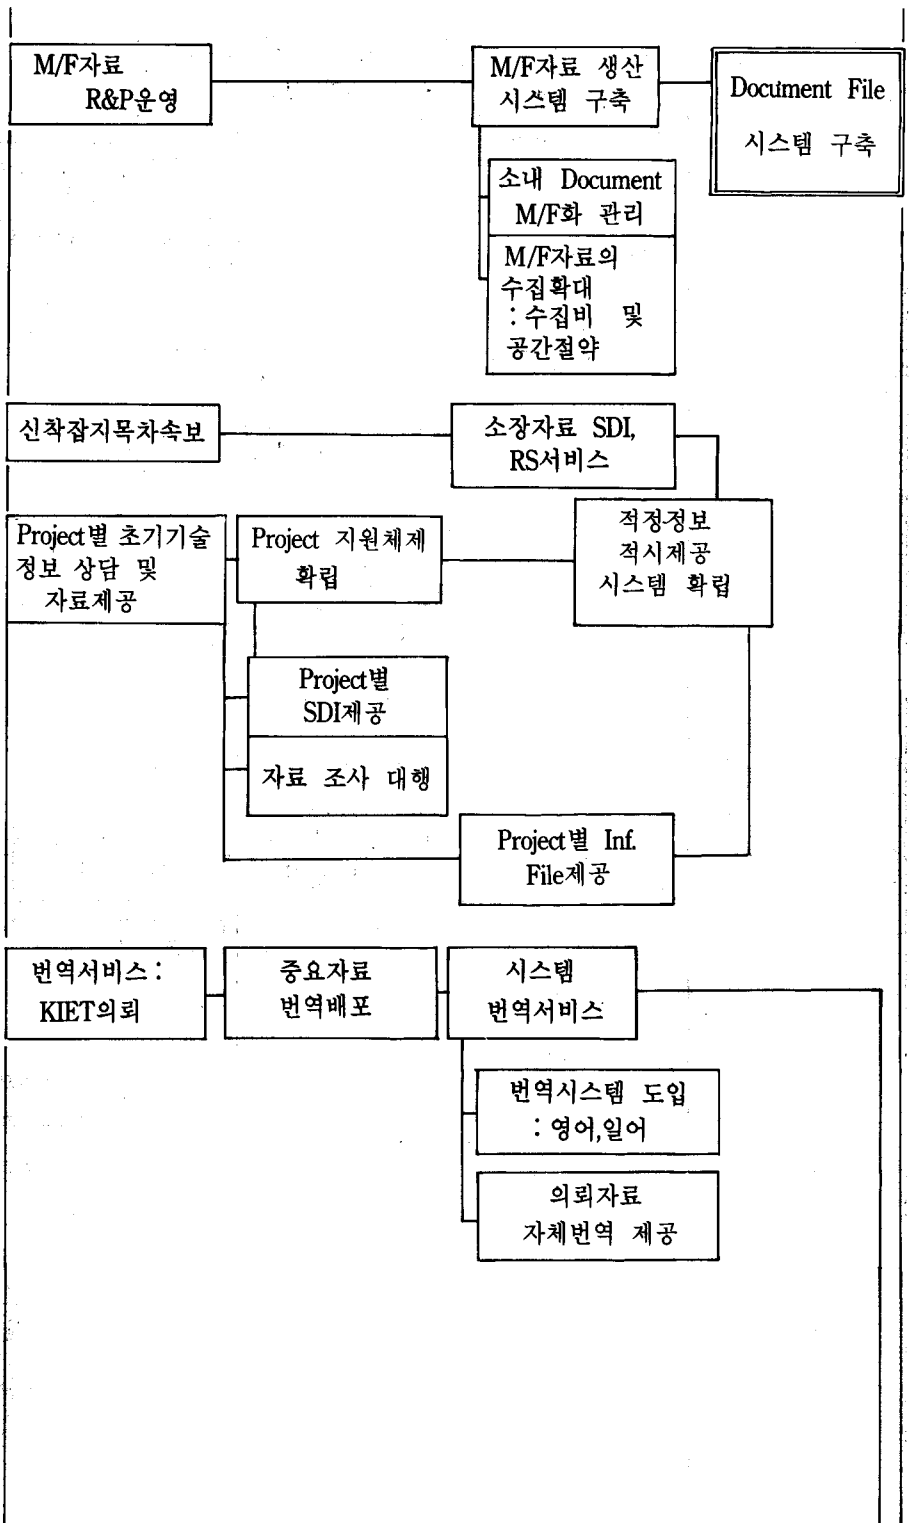 M/F자료
R&P운영
M/F자료 생산
시스템 구축
Document File
시스템 구축
소내 Document
M/F화 관리
M/F자료의
수집확대
: 수집비 및
공간절약
신착잡지목차속보
소장자료 SDI,
RS서비스
Project별 초기기술
정보 상담 및
자료제공
Project 지원체제
확립
적정정보
적시제공
시스템 확립
Project별
SDI제공
자료 조사 대행
Project별 Inf.
File제공
번역서비스 :
KIET의뢰
중요자료
번역배포
시스템
번역서비스
번역시스템 도입
: 영어,일어
의뢰자료
자체번역 제공